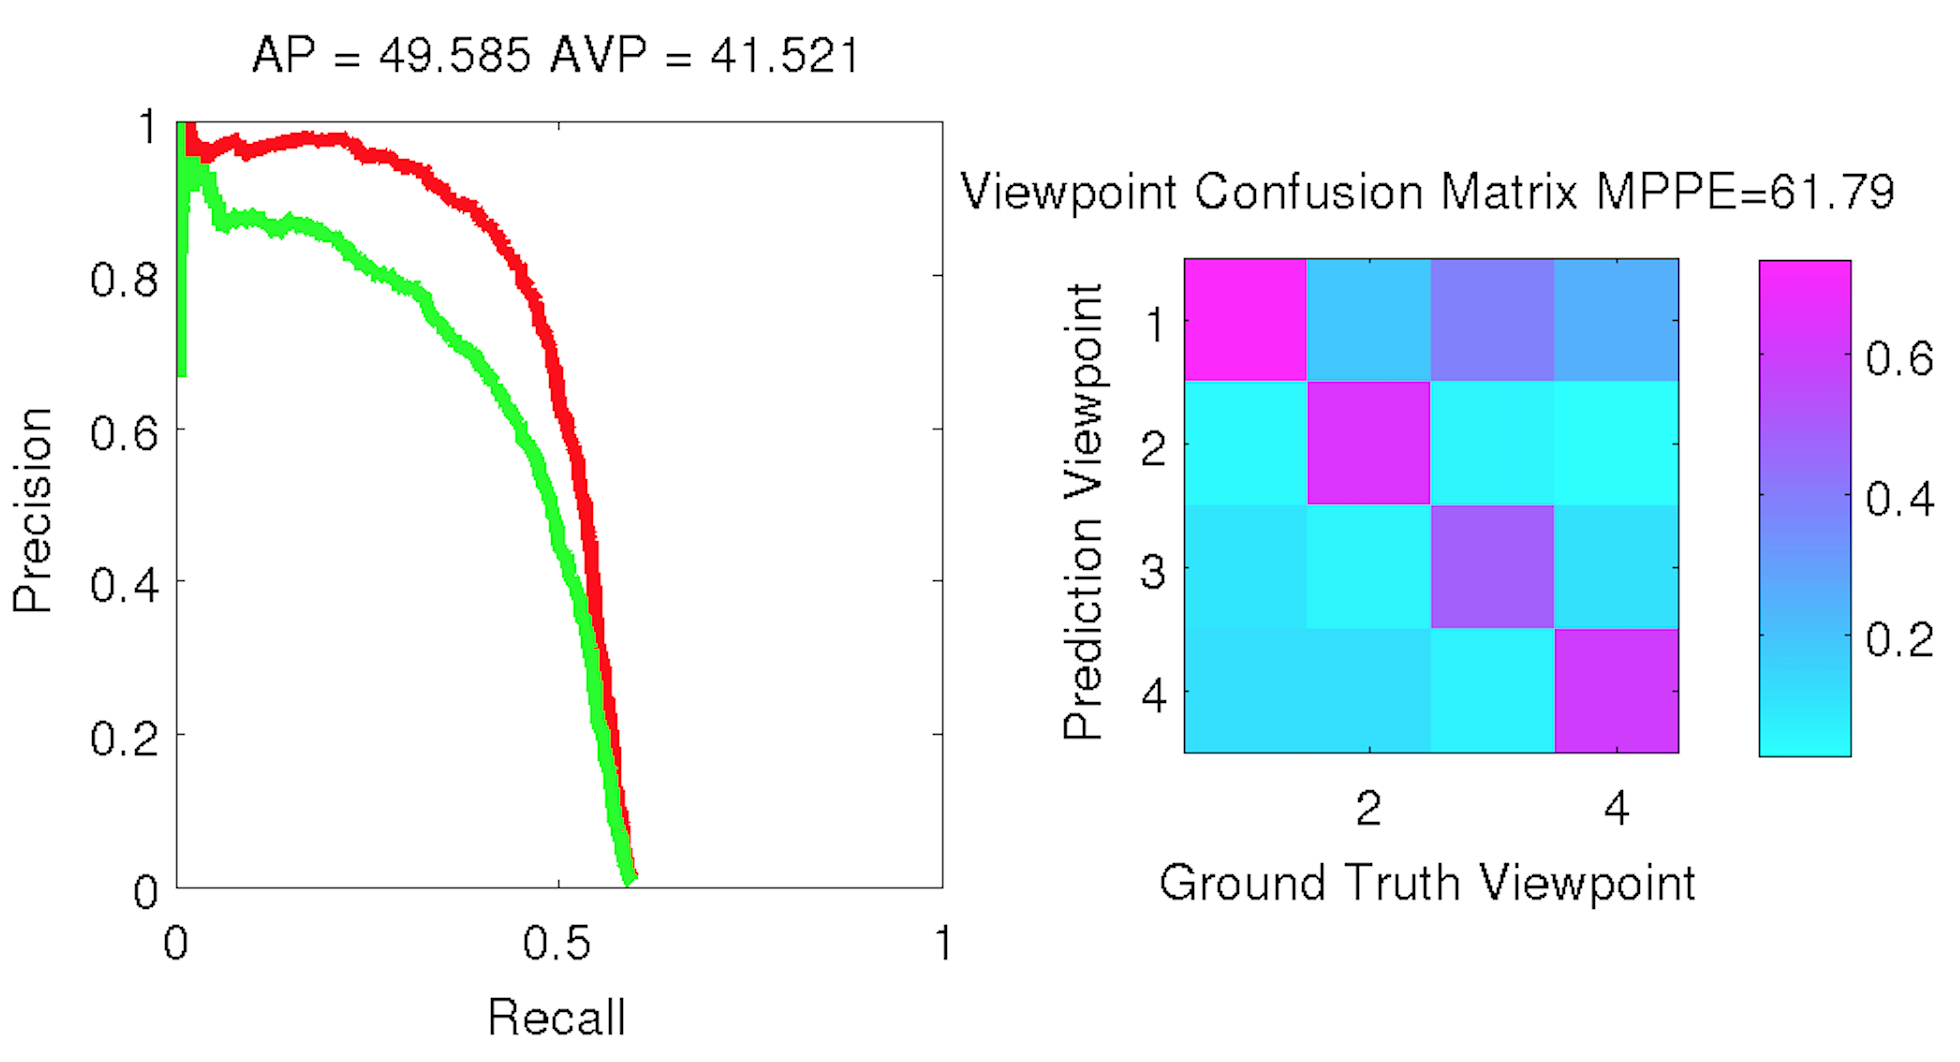 AP = 49.585 AVP = 41.521
1
0.8
0.6
0.4
0.2
0
Precision
0 0.5 1
Recall
Viewpoint Confusion Matrix MPPE=61.79
1
2
3
4
Prediction Viewpoint
2 4
Ground Truth Viewpoint
0.6
0.4
0.2